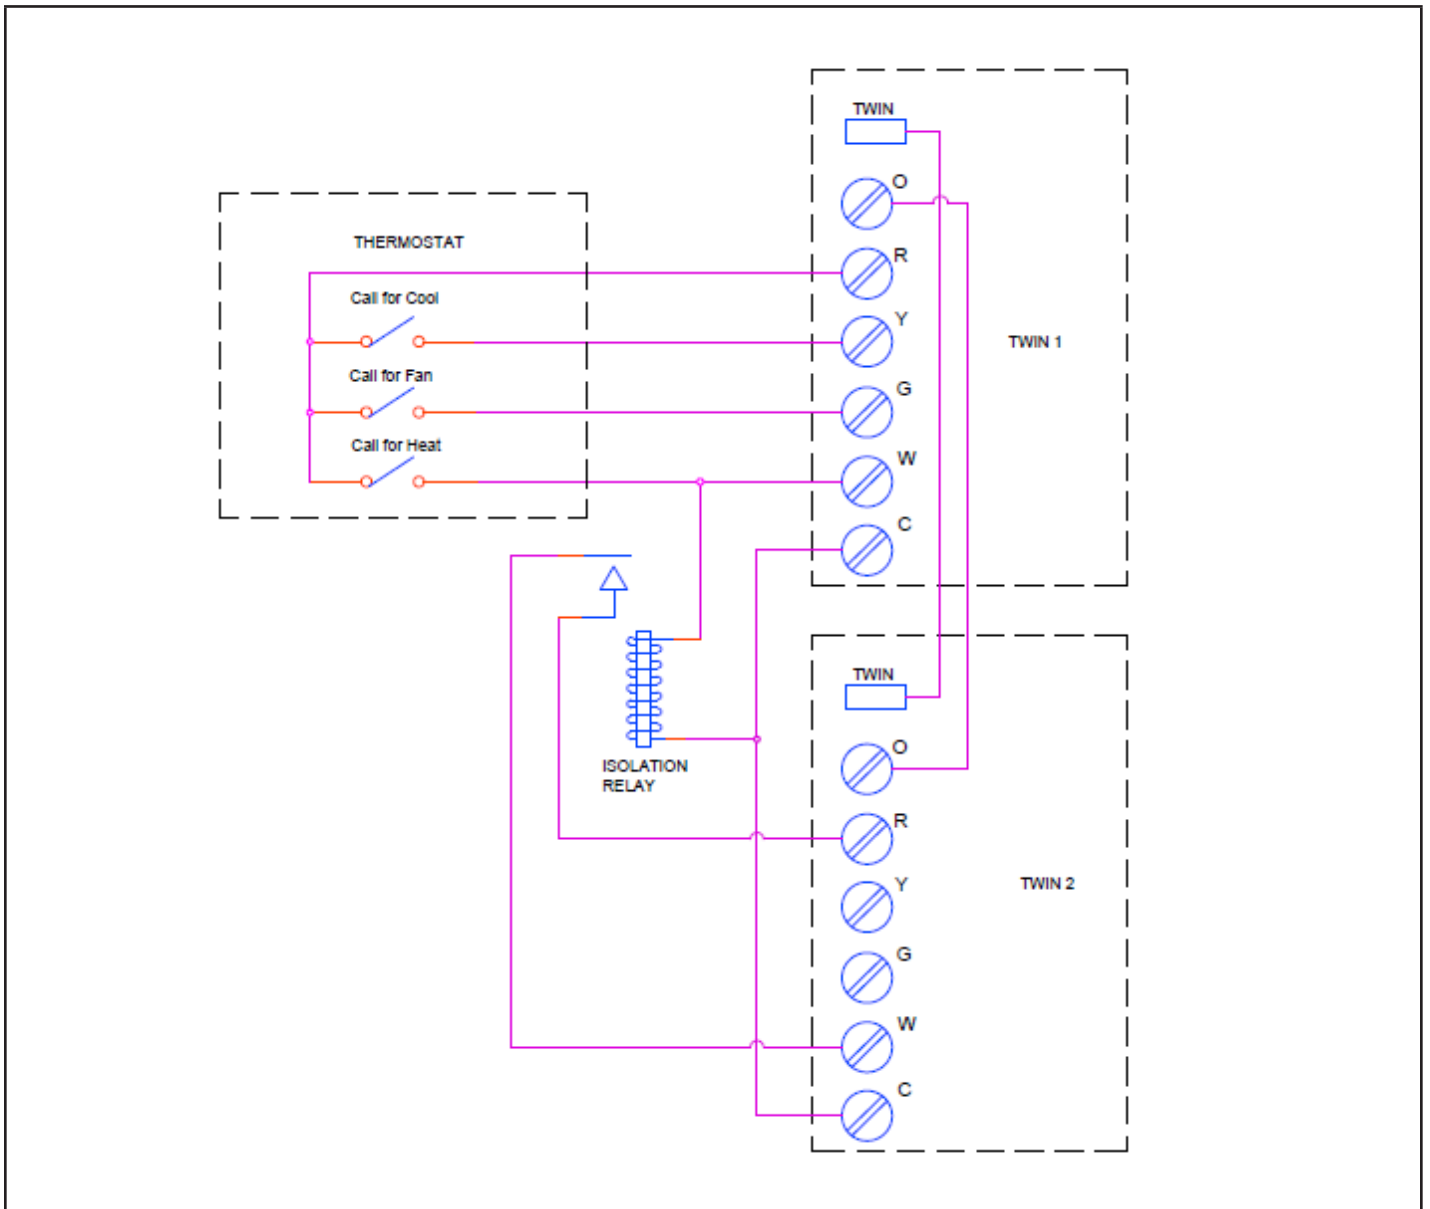 THERMOSTAT
Call for Cool
Call for Fan
Call for Heat
TWIN
O
R
Y
G
W
C
TWIN 1
ISOLATION
RELAY
TWIN
O
R
Y
G
W
C
TWIN 2